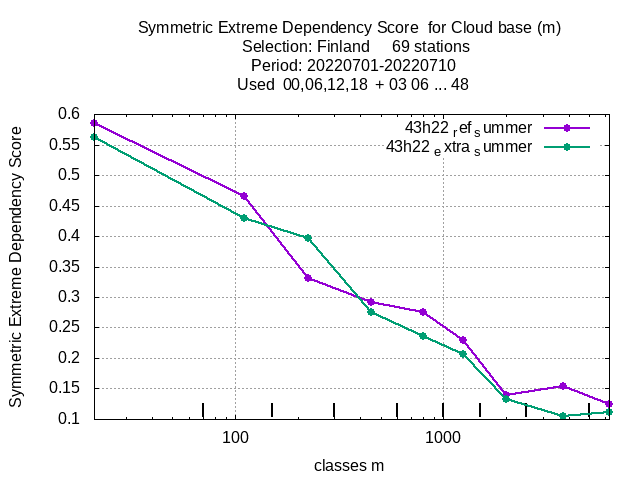 Symmetric Extreme Dependency Score for Cloud base (m)
Selection: Finland 69 stations
Period: 20220701-20220710
Used 00,06,12,18 + 03 06 ... 48
43h22 ref summer
43h22 extra summer
Symmetric Extreme Dependency Score
0.6
0.55
0.5
0.45
0.4
0.35
0.3
0.25
0.2
0.15
0.1
100 1000
classes m